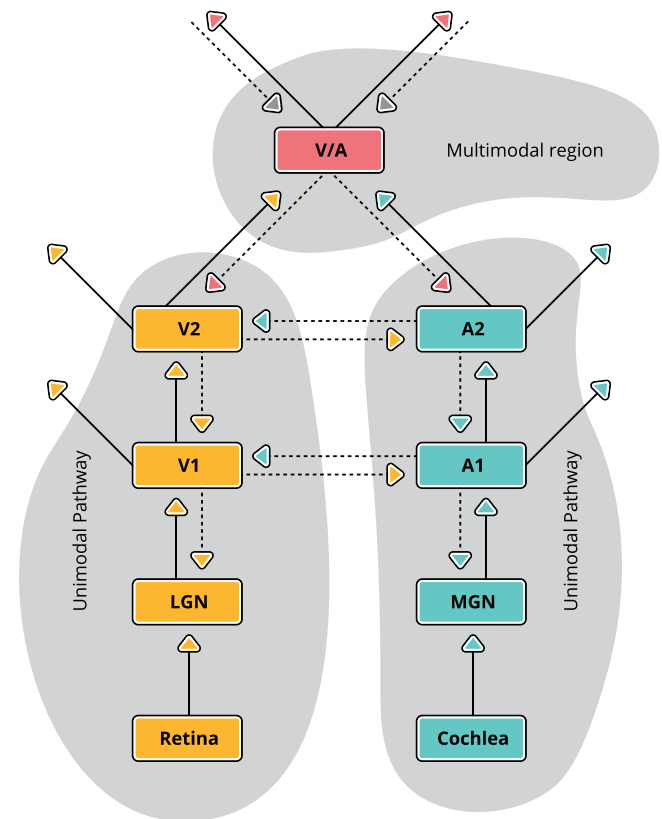 V/A
Multimodal region
V2
A2
V1
A1
Unimodal Pathway
Unimodal Pathway
LGN
MGN
Retina
Cochlea